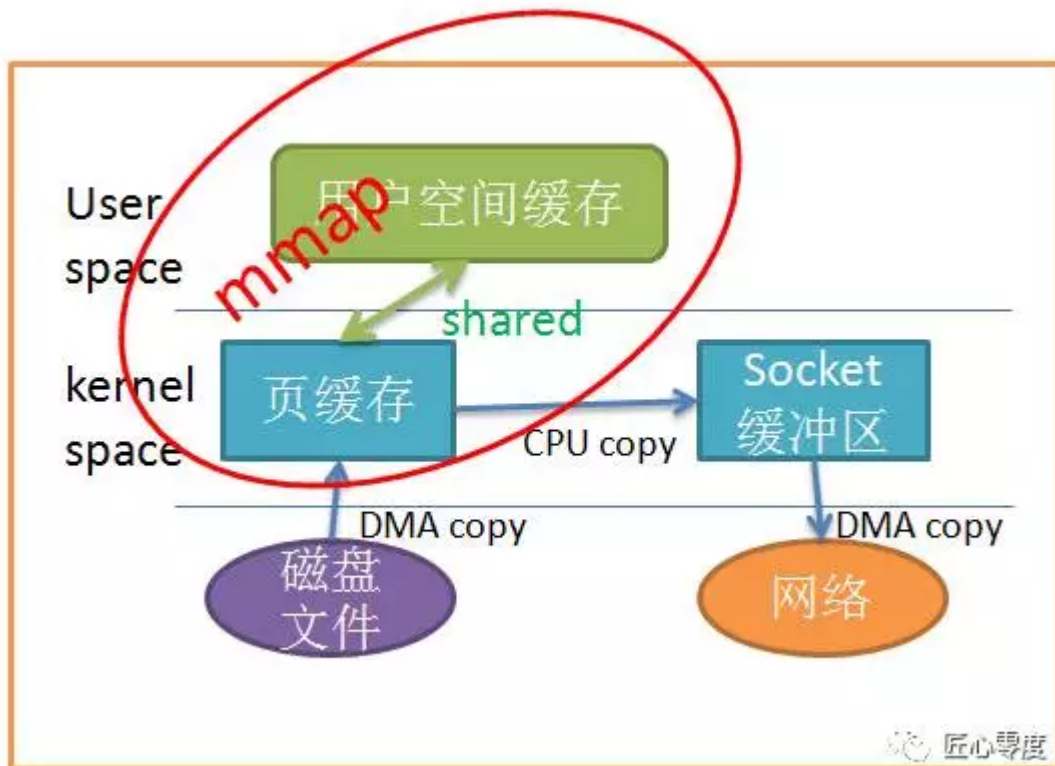 用户空间缓存
mmap
User
space
shared
kernel
space
页缓存
CPU copy
Socket
缓冲区
DMA copy
DMA copy
磁盘
文件
网络
匠心零度